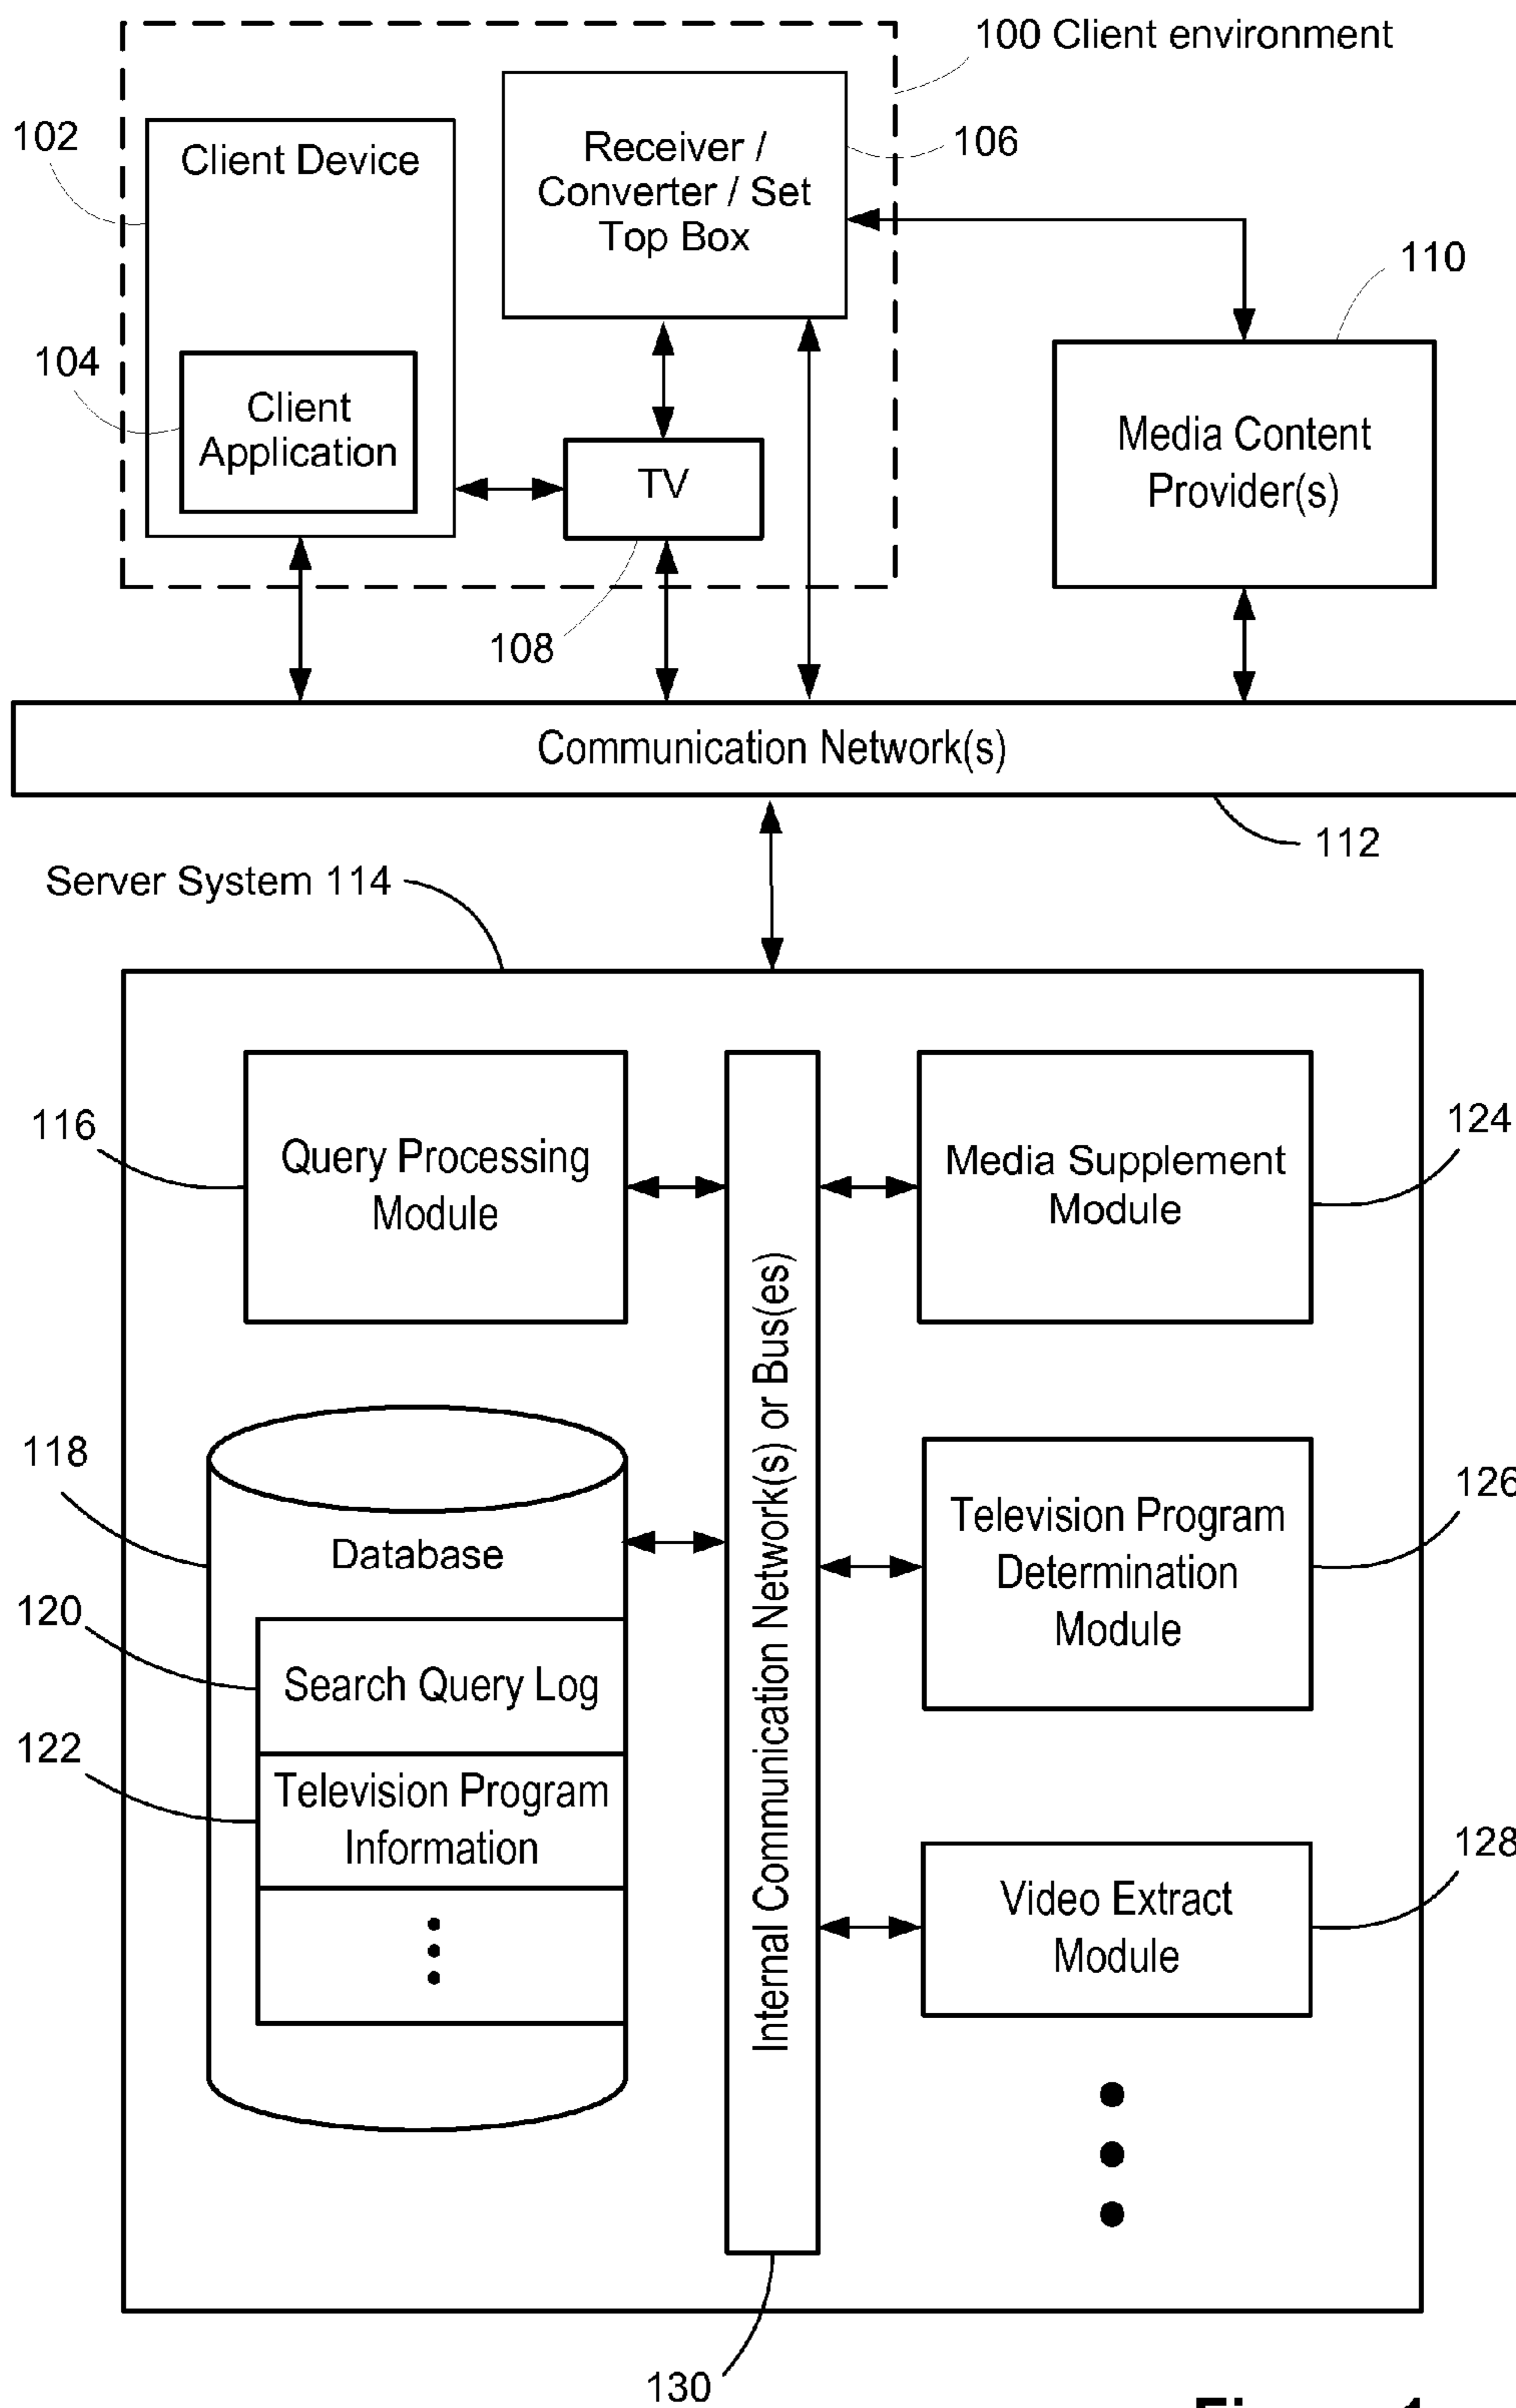 100 Client environment
102
Client Device
Receiver /
Converter / Set
Top Box
106
110
104
Client
Application
TV
Media Content
Provider(s)
108
Communication Network(s)
112
Server System 114
116
Query Processing
Module
Media Supplement
Module
124
Internal Communication Network(s) or Bus(es)
118
Database
Television Program
Determination
Module
126
120
Search Query Log
122
Television Program
Information
Video Extract
Module
128
130